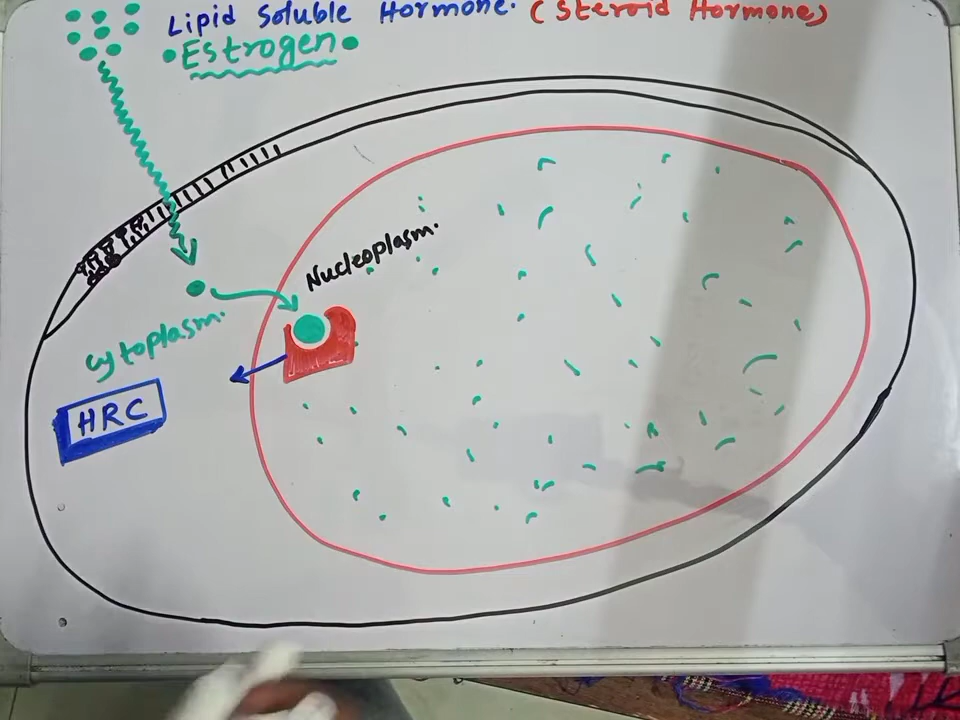 Lipid Soluble Hormone. (Steroid Hormone)
Estrogen
Nucleoplasm.
Cytoplasm.
HRC